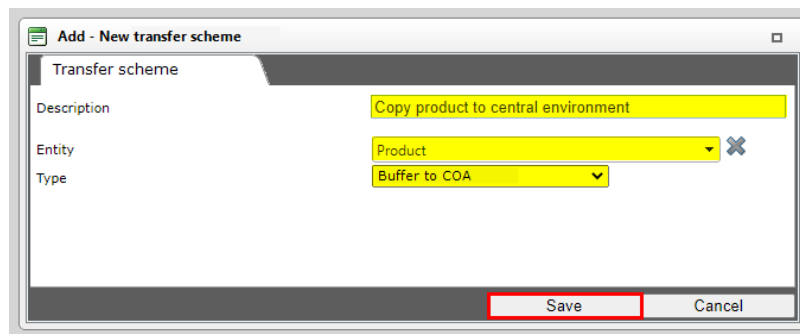 Add - New transfer scheme
Transfer scheme
Description Copy product to central environment
Entity Product
Type Buffer to COA
Save Cancel